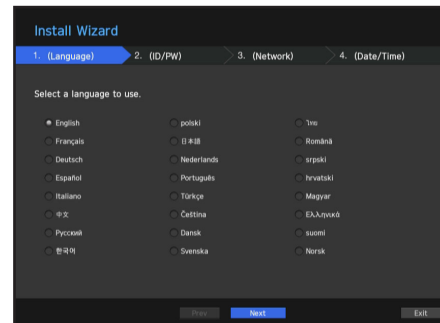 Install Wizard
1. (Language) 2. (ID/PW) 3. (Network) 4. (Date/Time)
Select a language to use.
English polski ไทย
Français 日本語 Română
Deutsch Nederlands srpski
Español Português hrvatski
Italiano Türkçe Magyar
中文 Čeština Ελληνικά
Русский Dansk suomi
한국어 Svenska Norsk
Prev Next Exit